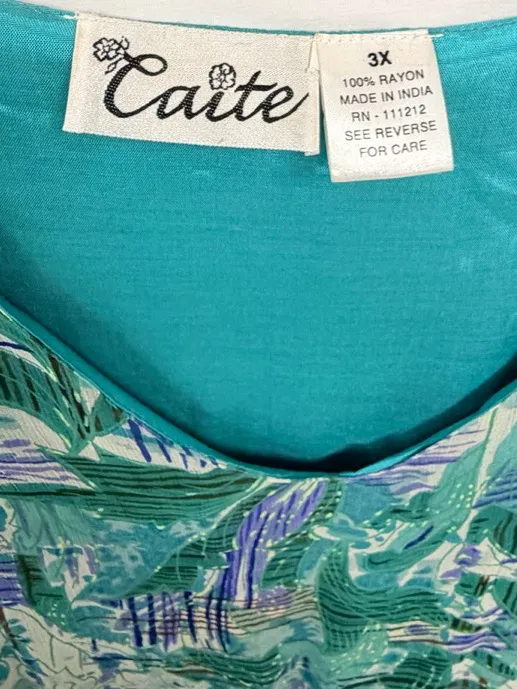 Caite
3X
100% RAYON
MADE IN INDIA
RN - 111212
SEE REVERSE
FOR CARE